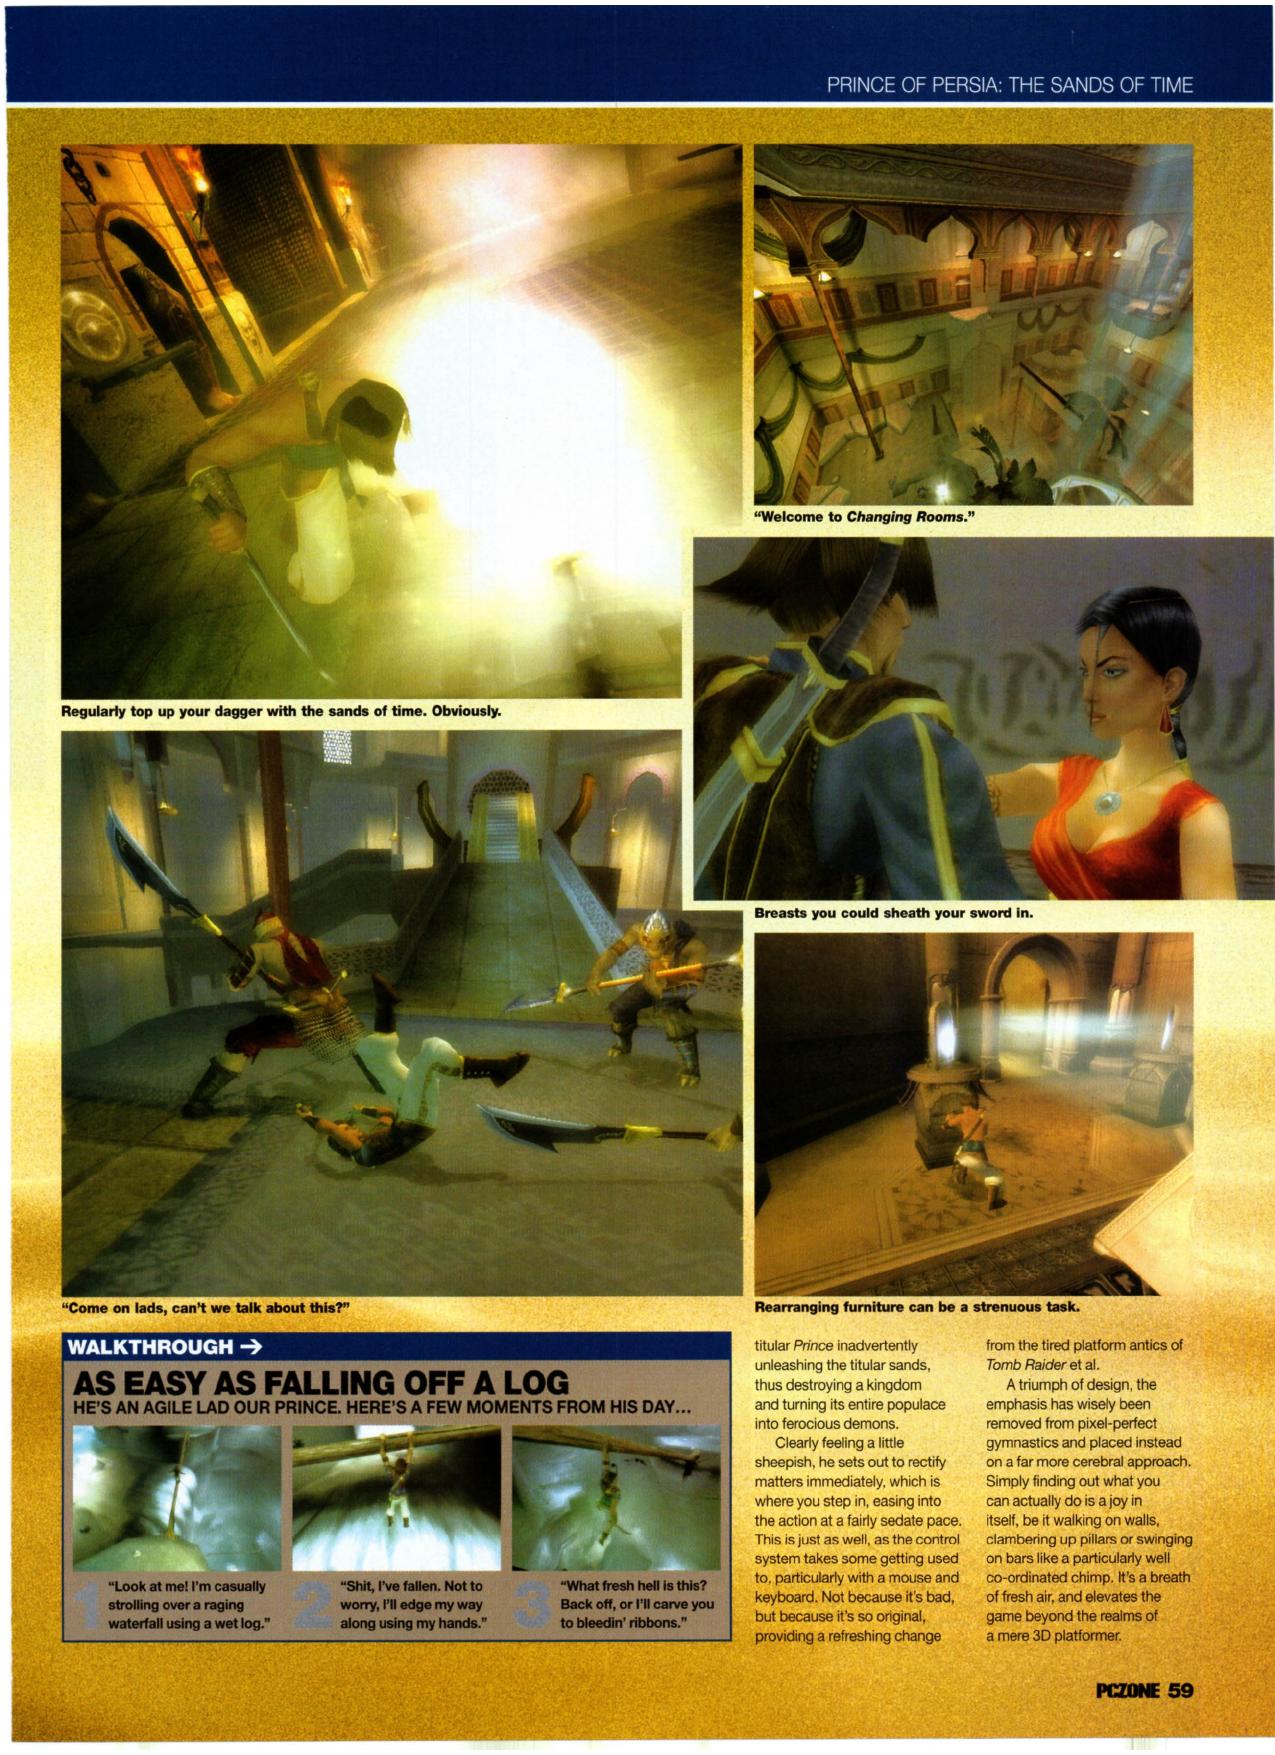 PRINCE OF PERSIA: THE SANDS OF TIME
"Welcome to Changing Rooms."
Regularly top up your dagger with the sands of time. Obviously.
Breasts you could sheath your sword in.
"Come on lads, can't we talk about this?"
Rearranging furniture can be a strenuous task.
WALKTHROUGH →
AS EASY AS FALLING OFF A LOG
HE'S AN AGILE LAD OUR PRINCE. HERE'S A FEW MOMENTS FROM HIS DAY...
1
"Look at me! I'm casually
strolling over a raging
waterfall using a wet log."
2
"Shit, I've fallen. Not to
worry, I'll edge my way
along using my hands."
3
"What fresh hell is this?
Back off, or I'll carve you
to bleedin' ribbons."
titular Prince inadvertently
unleashing the titular sands,
thus destroying a kingdom
and turning its entire populace
into ferocious demons.
Clearly feeling a little
sheepish, he sets out to rectify
matters immediately, which is
where you step in, easing into
the action at a fairly sedate pace.
This is just as well, as the control
system takes some getting used
to, particularly with a mouse and
keyboard. Not because it's bad,
but because it's so original,
providing a refreshing change
from the tired platform antics of
Tomb Raider et al.
A triumph of design, the
emphasis has wisely been
removed from pixel-perfect
gymnastics and placed instead
on a far more cerebral approach.
Simply finding out what you
can actually do is a joy in
itself, be it walking on walls,
clambering up pillars or swinging
on bars like a particularly well
co-ordinated chimp. It's a breath
of fresh air, and elevates the
game beyond the realms of
a mere 3D platformer.
PCZONE 59